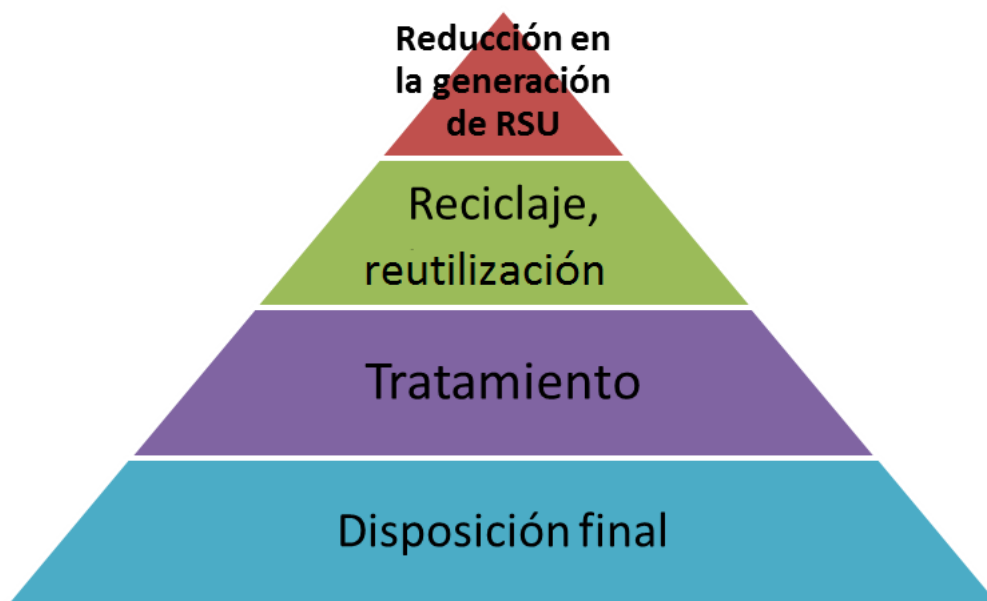 Reducción en
la generación
de RSU
Reciclaje,
reutilización
Tratamiento
Disposición final